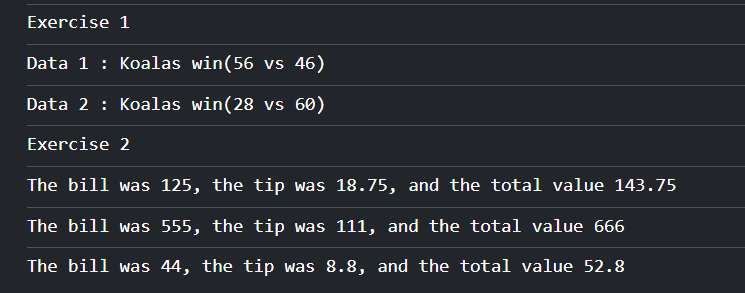 Exercise 1
Data 1 : Koalas win(56 vs 46)
Data 2 : Koalas win(28 vs 60)
Exercise 2
The bill was 125, the tip was 18.75, and the total value 143.75
The bill was 555, the tip was 111, and the total value 666
The bill was 44, the tip was 8.8, and the total value 52.8